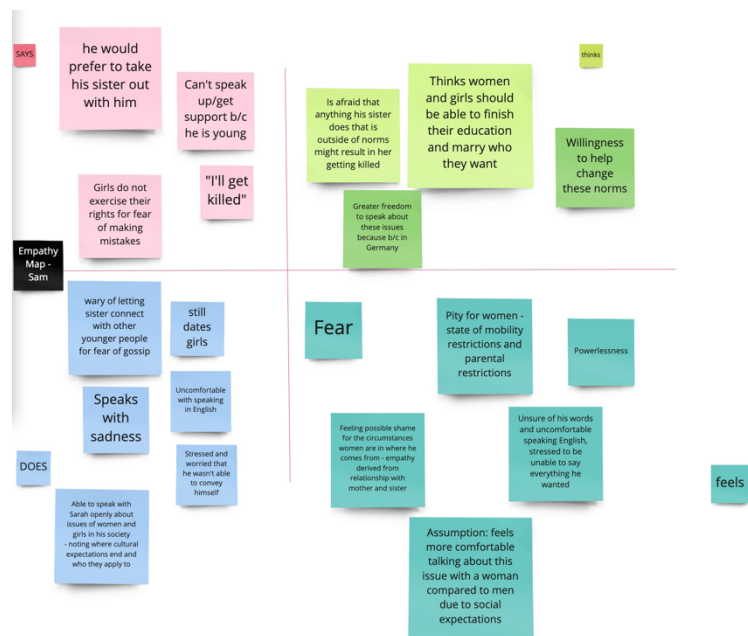 SAYS
he would
prefer to take
his sister out
with him
Can't speak
up/get
support b/c
he is young
Girls do not
exercise their
rights for fear
of making
mistakes
"I'll get
killed"
thinks
Is afraid that
anything his sister
does that is
outside of norms
might result in her
getting killed
Thinks women
and girls should
be able to finish
their education
and marry who
they want
Willingness
to help
change
these norms
Greater freedom
to speak about
these issues
because b/c in
Germany
Empathy
Map -
Sam
wary of letting
sister connect
with other
younger people
for fear of gossip
still
dates
girls
Speaks
with
sadness
Uncomfortable
with speaking
in English
DOES
Stressed and
worried that
he wasn't able
to convey
himself
Able to speak with
Sarah openly about
issues of women and
girls in his society
- noting where cultural
expectations end and
who they apply to
Fear
Pity for women -
state of mobility
restrictions and
parental
restrictions
Powerlessness
Feeling possible shame
for the circumstances
women are in where he
comes from - empathy
derived from
relationship with
mother and sister
Unsure of his words
and uncomfortable
speaking English,
stressed to be
unable to say
everything he
wanted
feels
Assumption: feels
more comfortable
talking about this
issue with a woman
compared to men
due to social
expectations